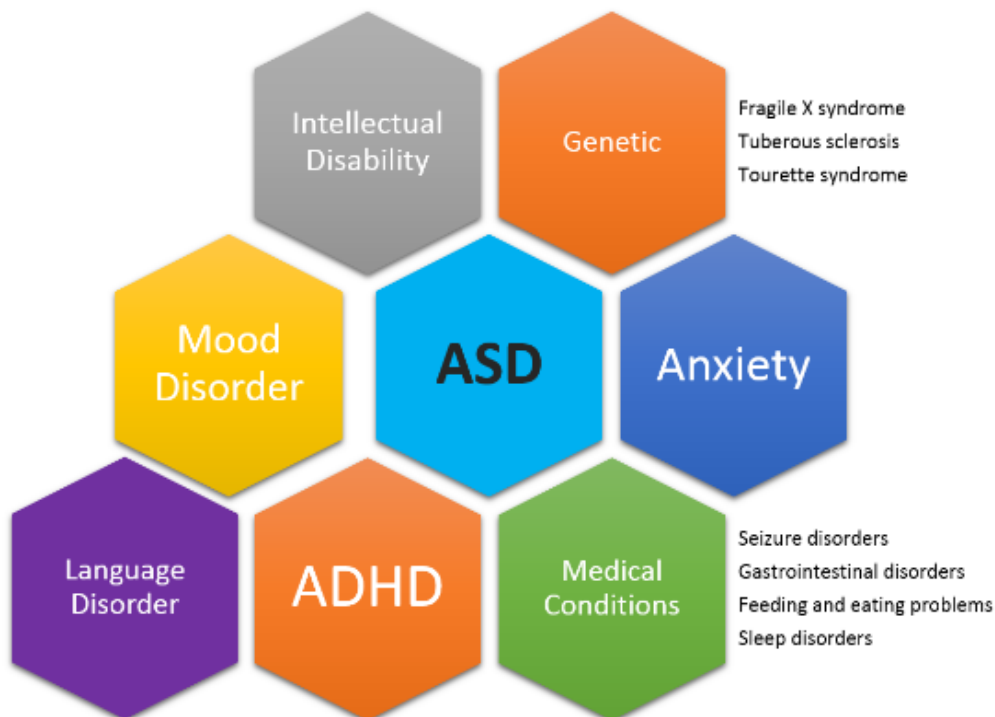 Intellectual
Disability
Genetic
Fragile X syndrome
Tuberous sclerosis
Tourette syndrome
Mood
Disorder
ASD
Anxiety
Language
Disorder
ADHD
Medical
Conditions
Seizure disorders
Gastrointestinal disorders
Feeding and eating problems
Sleep disorders